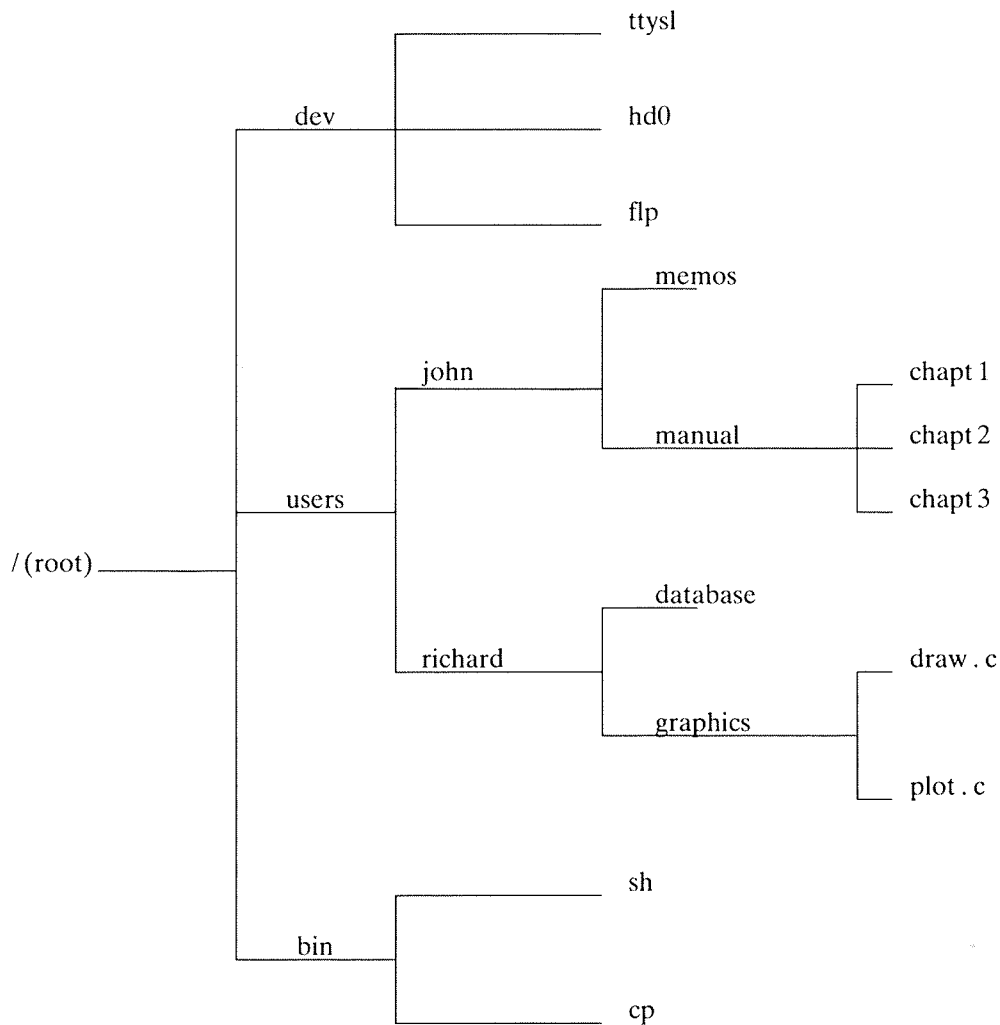 ttysl
dev
hd0
flp
memos
john
chapt 1
manual
chapt 2
users
chapt 3
/ (root)
database
richard
draw . c
graphics
plot . c
sh
bin
cp